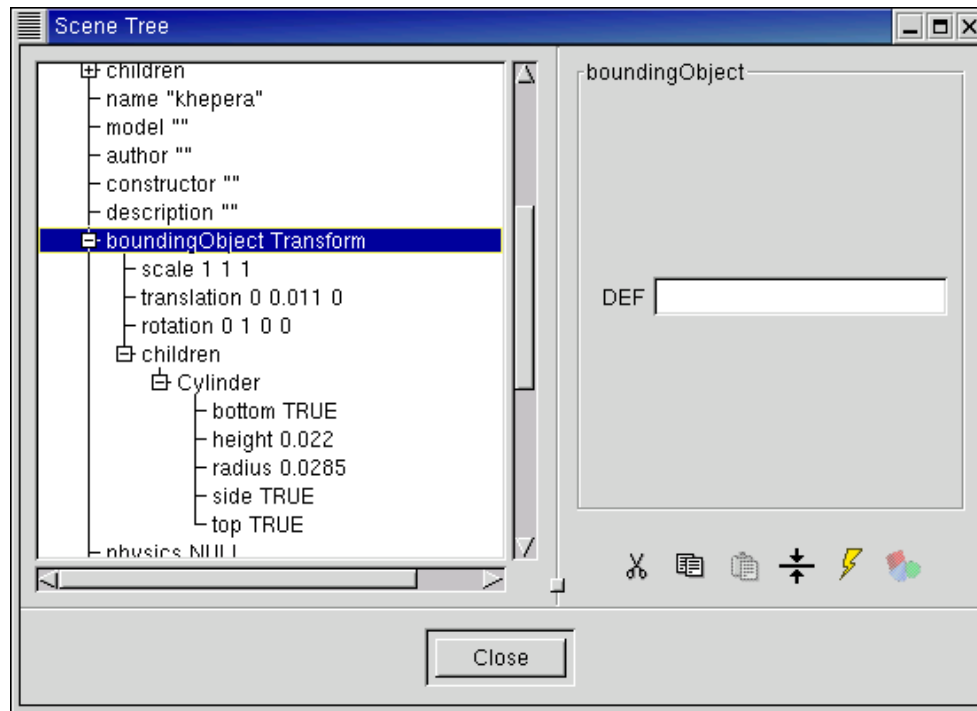 Scene Tree
children
name "khepera"
model ""
author ""
constructor ""
description ""
boundingObject Transform
scale 1 1 1
translation 0 0.011 0
rotation 0 1 0 0
children
Cylinder
bottom TRUE
height 0.022
radius 0.0285
side TRUE
top TRUE
physics NULL
boundingObject
DEF
Close